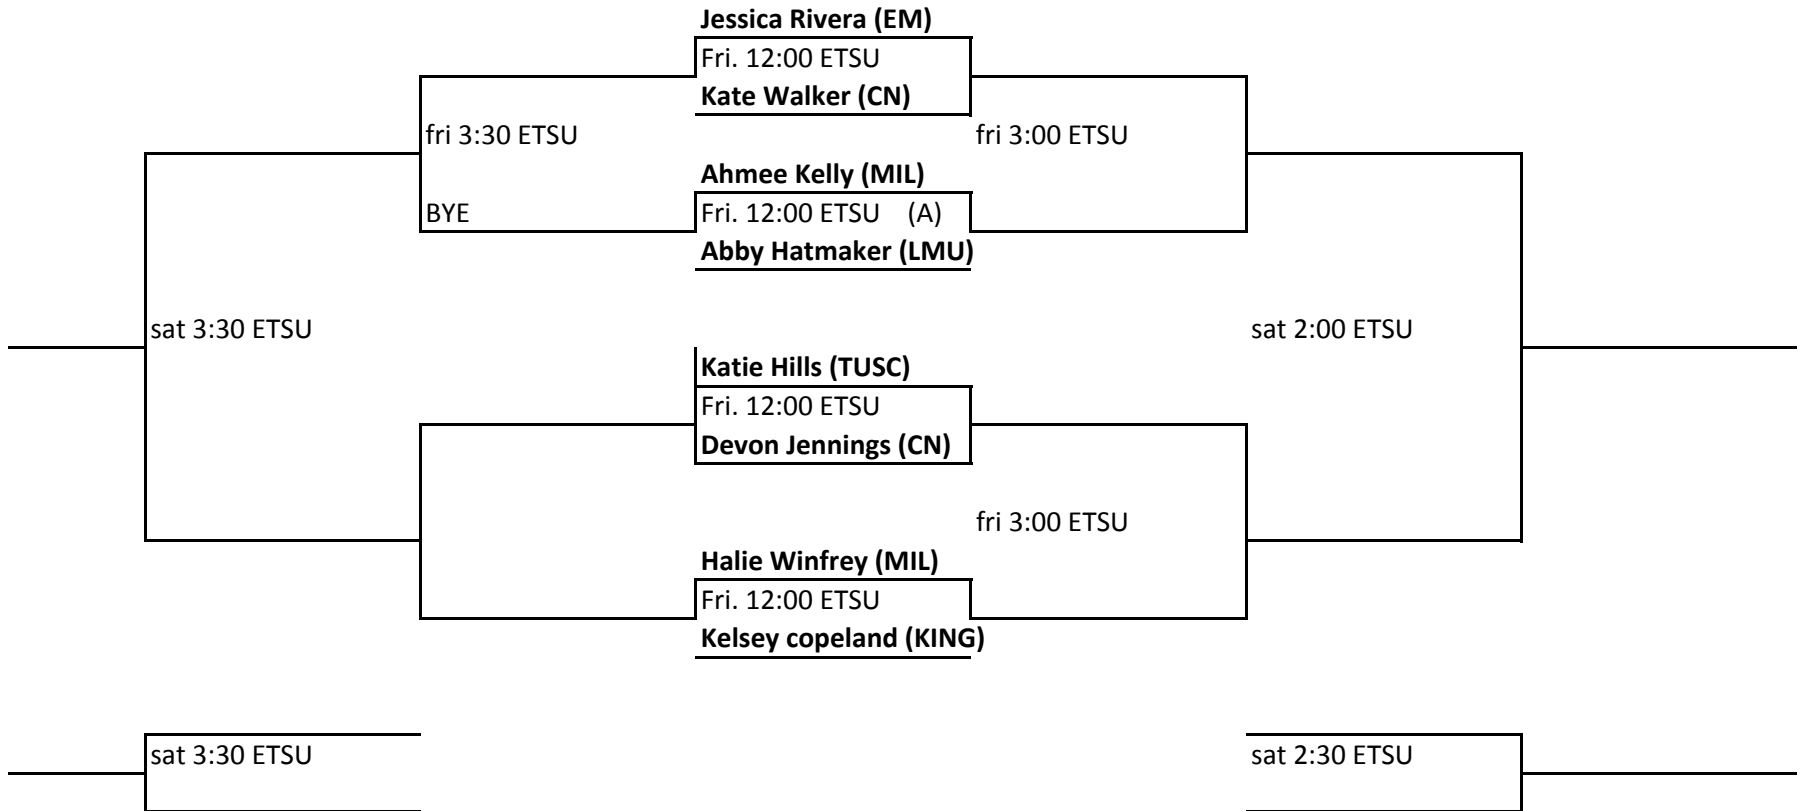 Jessica Rivera (EM)
Fri. 12:00 ETSU
Kate Walker (CN)
fri 3:30 ETSU
fri 3:00 ETSU
Ahmee Kelly (MIL)
BYE
Fri. 12:00 ETSU (A)
Abby Hatmaker (LMU)
sat 3:30 ETSU
sat 2:00 ETSU
Katie Hills (TUSC)
Fri. 12:00 ETSU
Devon Jennings (CN)
fri 3:00 ETSU
Halie Winfrey (MIL)
Fri. 12:00 ETSU
Kelsey copeland (KING)
sat 3:30 ETSU
sat 2:30 ETSU